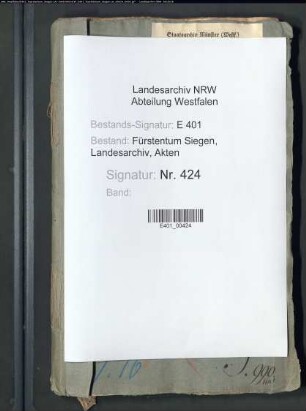 Staatsarchiv Münster (Westf.)
Landesarchiv NRW
Abteilung Westfalen
Bestands-Signatur: E 401
Bestand: Fürstentum Siegen,
Landesarchiv, Akten
Signatur: Nr. 424
Band:
E401_00424